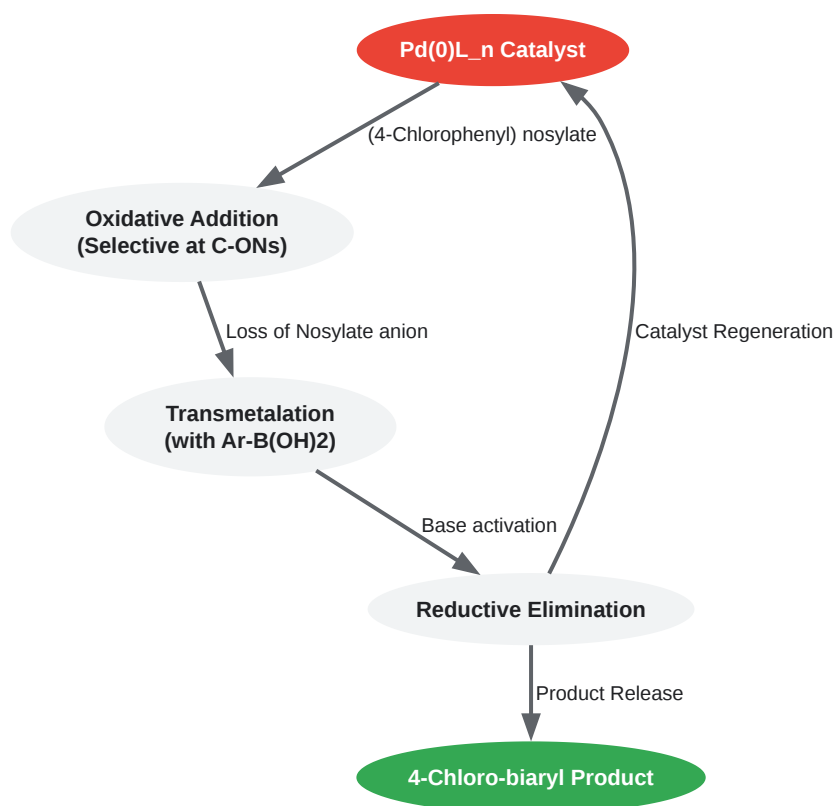 Pd(0)L_n Catalyst
(4-Chlorophenyl) nosylate
Oxidative Addition
(Selective at C-ONs)
Loss of Nosylate anion
Catalyst Regeneration
Transmetalation
(with Ar-B(OH)2)
Base activation
Reductive Elimination
Product Release
4-Chloro-biaryl Product